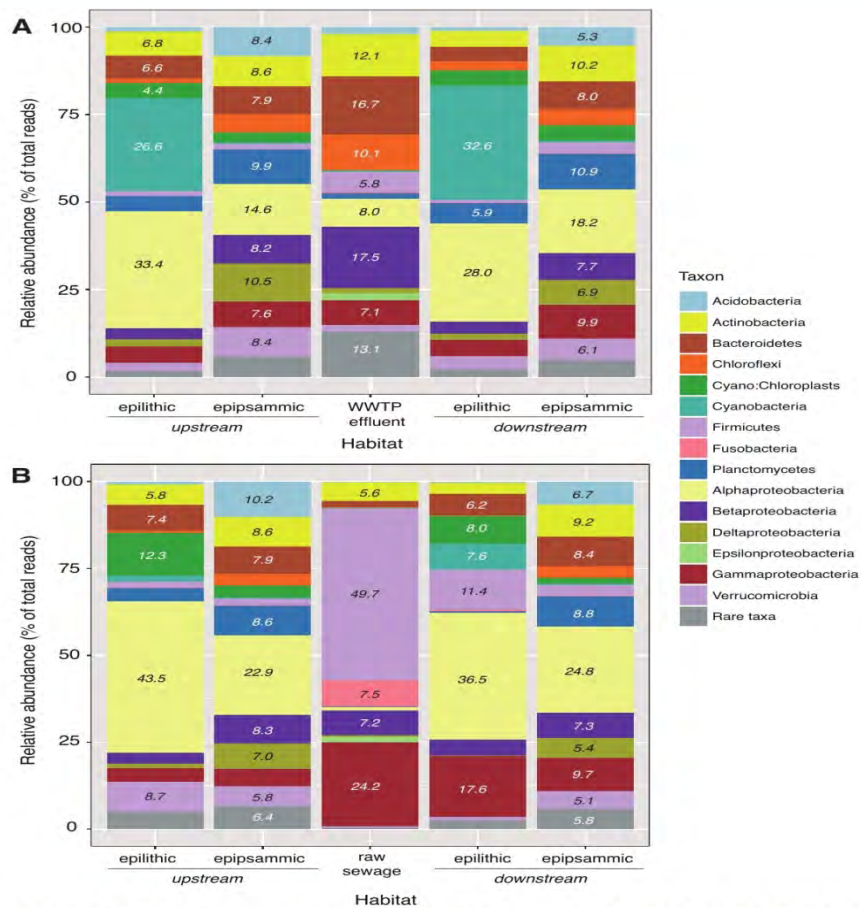 A
100
75
50
25
0
Relative abundance (% of total reads)
6.8
6.6
4.4
26.6
33.4
8.4
8.6
7.9
9.9
14.6
8.2
10.5
7.6
8.4
12.1
16.7
10.1
5.8
8.0
17.5
7.1
13.1
32.6
5.9
28.0
5.3
10.2
8.0
10.9
18.2
7.7
6.9
9.9
6.1
epilithic epipsammic WWTP effluent epilithic epipsammic
upstream downstream
Habitat
B
100
75
50
25
0
Relative abundance (% of total reads)
5.8
7.4
12.3
43.5
8.7
10.2
8.6
7.9
8.6
22.9
8.3
7.0
5.8
6.4
5.6
49.7
7.5
7.2
24.2
6.2
8.0
7.6
11.4
36.5
17.6
6.7
9.2
8.4
8.8
24.8
7.3
5.4
9.7
5.1
5.8
epilithic epipsammic raw sewage epilithic epipsammic
upstream downstream
Habitat
Taxon
Acidobacteria
Actinobacteria
Bacteroidetes
Chloroflexi
Cyano:Chloroplasts
Cyanobacteria
Firmicutes
Fusobacteria
Planctomycetes
Alphaproteobacteria
Betaproteobacteria
Deltaproteobacteria
Epsilonproteobacteria
Gammaproteobacteria
Verrucomicrobia
Rare taxa